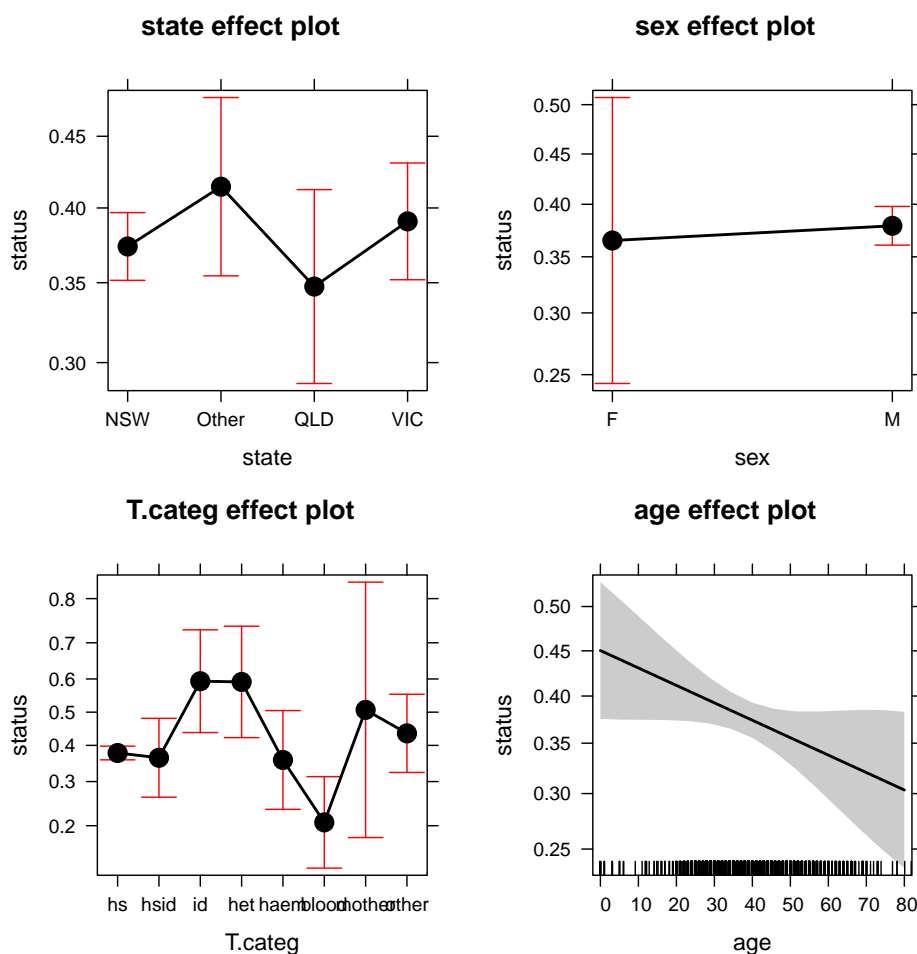 state effect plot
status
0.45
0.40
0.35
0.30
NSW Other QLD VIC
state
sex effect plot
status
0.50
0.45
0.40
0.35
0.30
0.25
F M
sex
T.categ effect plot
status
0.8
0.7
0.6
0.5
0.4
0.3
0.2
hs hsid id het haem blood mother other
T.categ
age effect plot
status
0.50
0.45
0.40
0.35
0.30
0.25
0 10 20 30 40 50 60 70 80
age